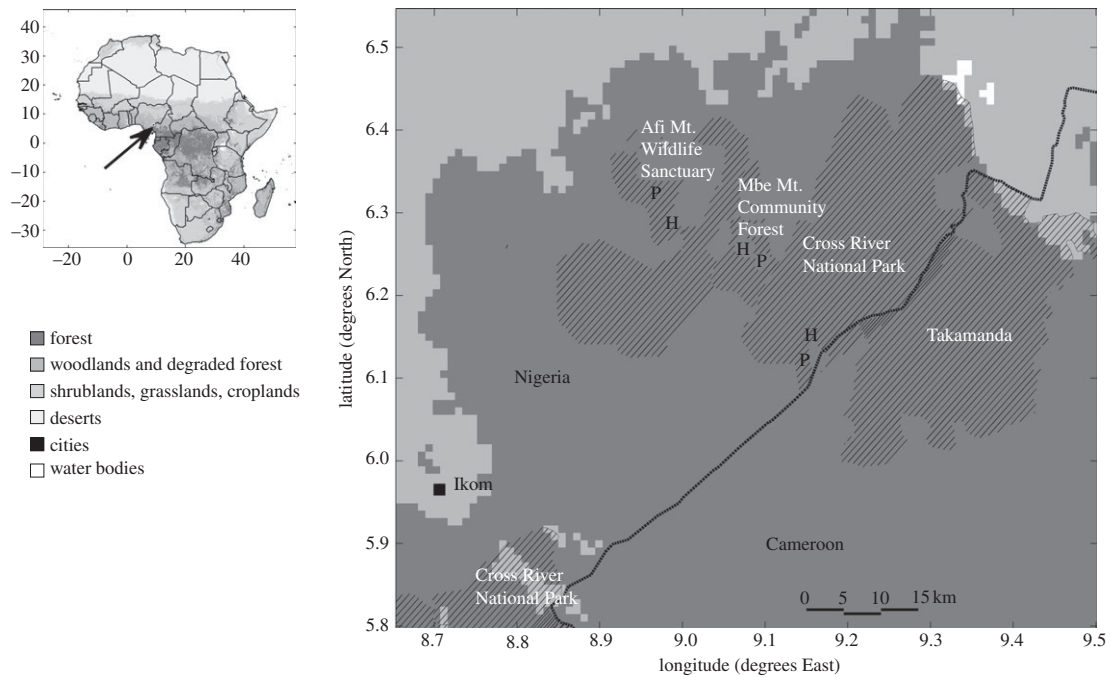 40
30
20
10
0
−10
−20
−30
−20
0
20
40
forest
woodlands and degraded forest
shrublands, grasslands, croplands
deserts
cities
water bodies
latitude (degrees North)
6.5
6.4
6.3
6.2
6.1
6.0
5.9
5.8
Afi Mt.
Wildlife
Sanctuary
P
H
Mbe Mt.
Community
Forest
H
P
Cross River
National Park
H
P
Takamanda
Nigeria
Ikom
Cameroon
Cross River
National Park
0 5 10 15 km
8.7 8.8 8.9 9.0 9.1 9.2 9.3 9.4 9.5
longitude (degrees East)